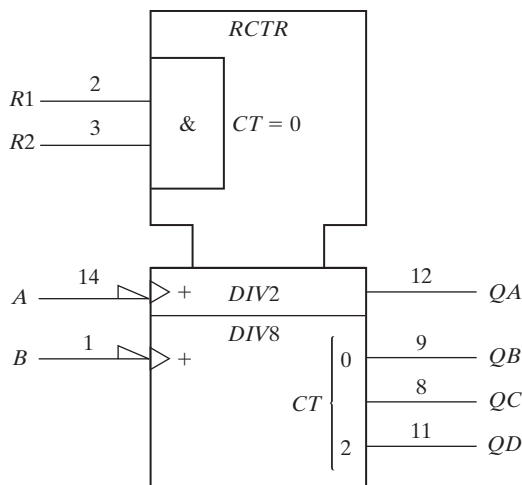 RCTR
R1 2
& CT = 0
R2 3
A 14 + DIV2 12 QA
DIV8
B 1 + 0 9 QB
CT 8 QC
2 11 QD